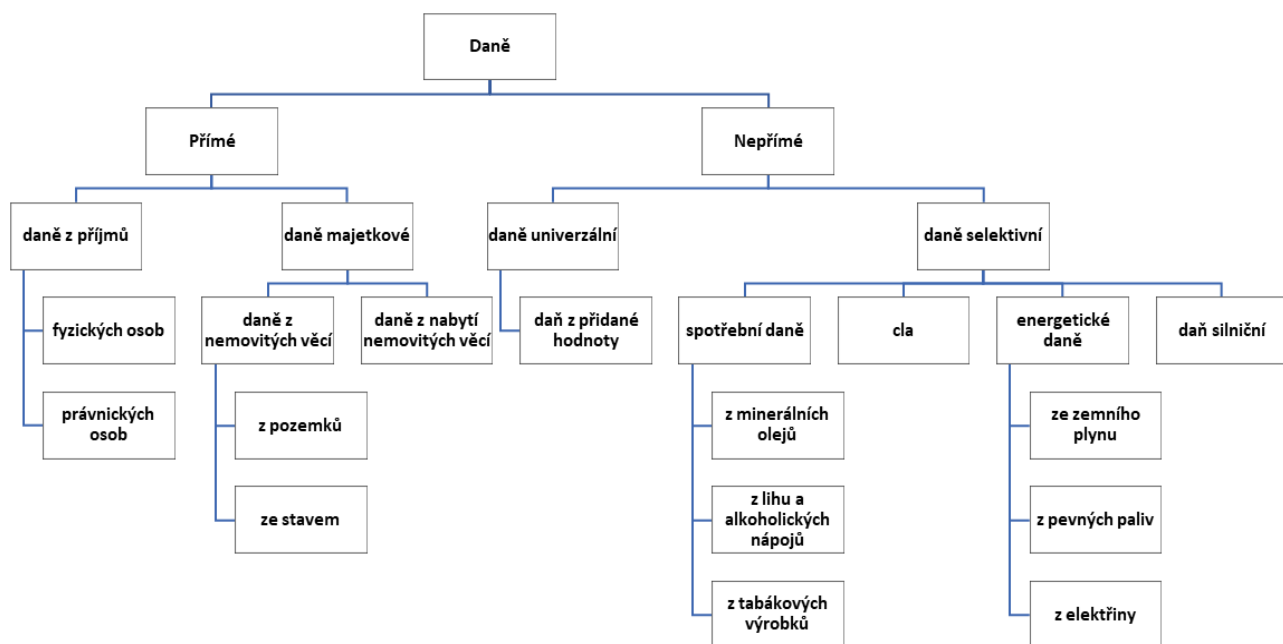 Daně
Přímé
Nepřímé
daně z příjmů
daně majetkové
daně univerzální
daně selektivní
fyzických osob
daně z
nemovitých věcí
daně z nabytí
nemovitých věcí
daň z přidané
hodnoty
spotřební daně
cla
energetické
daně
daň silniční
právnických
osob
z pozemků
z minerálních
olejů
ze zemního
plynu
ze stavem
z lihu a
alkoholických
nápojů
z pevných paliv
z tabákových
výrobků
z elektřiny